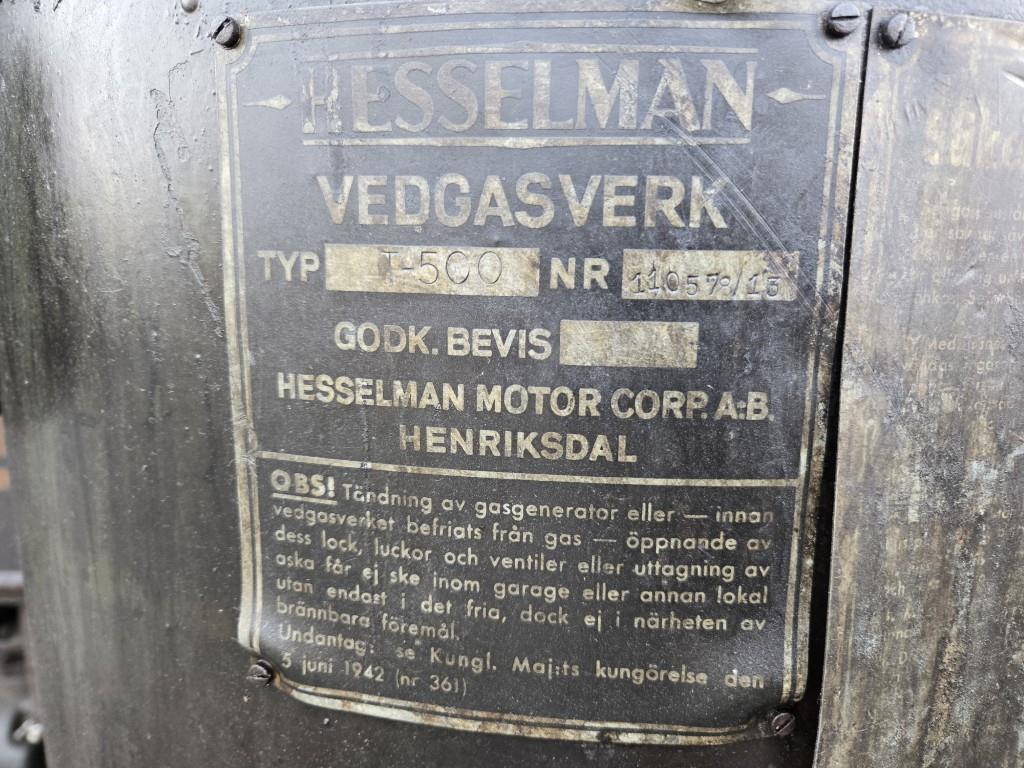 HESSELMAN
VEDGASVERK
TYP T-500 NR 110578/13
GODK. BEVIS
HESSELMAN MOTOR CORP. A.-B.
HENRIKSDAL
OBS! Tändning av gasgenerator eller — innan
vedgasverket befriats från gas — öppnande av
dess lock, luckor och ventiler eller uttagning av
aska får ej ske inom garage eller annan lokal
utan endast i det fria, dock ej i närheten av
brännbara föremål.
Undantag: se Kungl. Maj:ts kungörelse den
5 juni 1942 (nr 361)